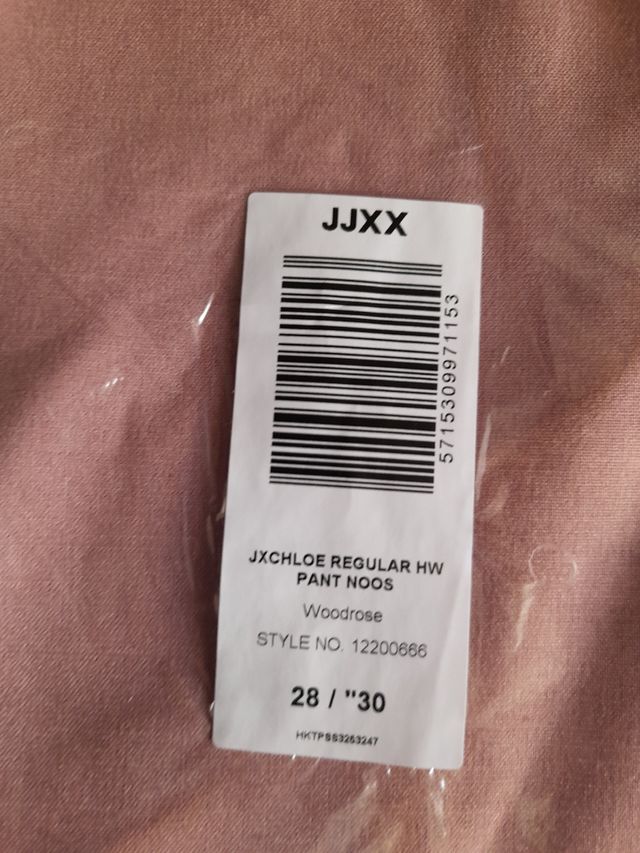 JJXX
5715309971153
JXCHLOE REGULAR HW
PANT NOOS
Woodrose
STYLE NO. 12200666
28 / "30
HKTPSS3263247